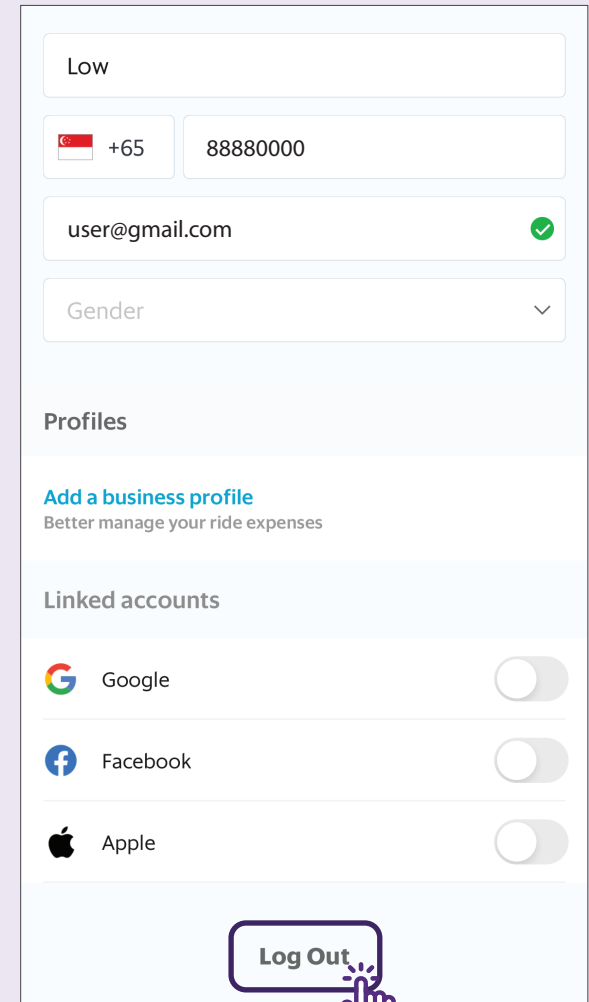 Low
+65 88880000
user@gmail.com
Gender
Profiles
Add a business profile
Better manage your ride expenses
Linked accounts
Google
Facebook
Apple
Log Out